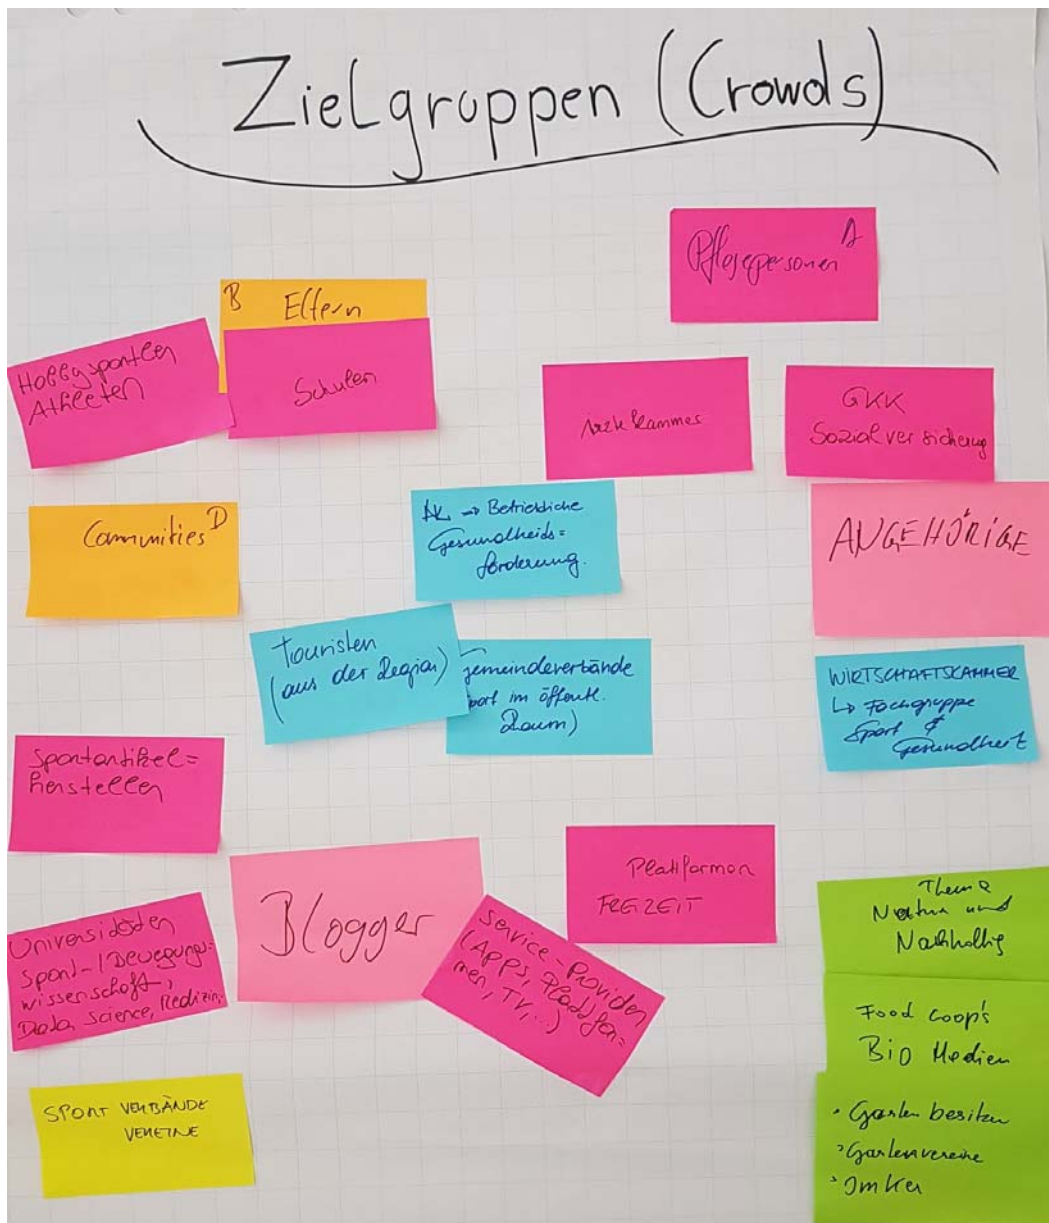 Zielgruppen (Crowds)
Pflegepersonen A
B Eltern
Schulen
Hobbysportler
Athleten
Ärztekammer
GKK
Sozialversicherung
Communities D
AK → Betriebliche
Gesundheits=
förderung.
ANGEHÖRIGE
Touristen
(aus der Region)
Gemeindeverbände
port im öffentl.
Raum)
WIRTSCHAFTSKAMMER
↳ Fachgruppe
Sport &
Gesundheit
Sportartikel=
hersteller
Blogger
Plattformen
FREIZEIT
Service-Provider
(Apps, Plattfor=
men, TV, ...)
Universitäten
Sport-/Bewegungs=
wissenschaft,
Data Science, Medizin,
SPORT VERBÄNDE
VEREINE
Thema
Natur und
Nachhaltig
Food Coop's
Bio Medien
• Garten besitzer
• Gartenvereine
• Imker